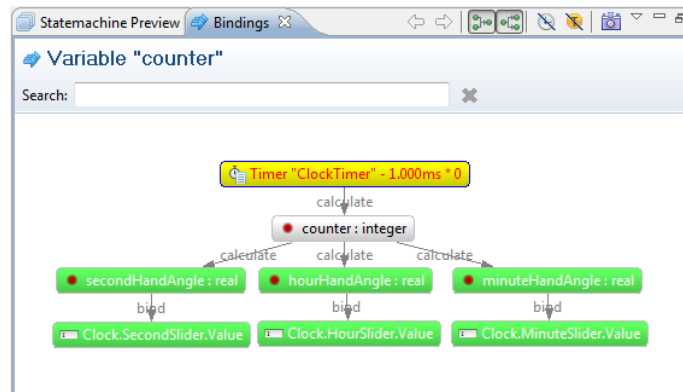 Statemachine Preview Bindings
Variable "counter"
Search:
Timer "ClockTimer" - 1.000ms * 0
calculate
counter : integer
calculate calculate calculate
secondHandAngle : real hourHandAngle : real minuteHandAngle : real
bind bind bind
Clock.SecondSlider.Value Clock.HourSlider.Value Clock.MinuteSlider.Value